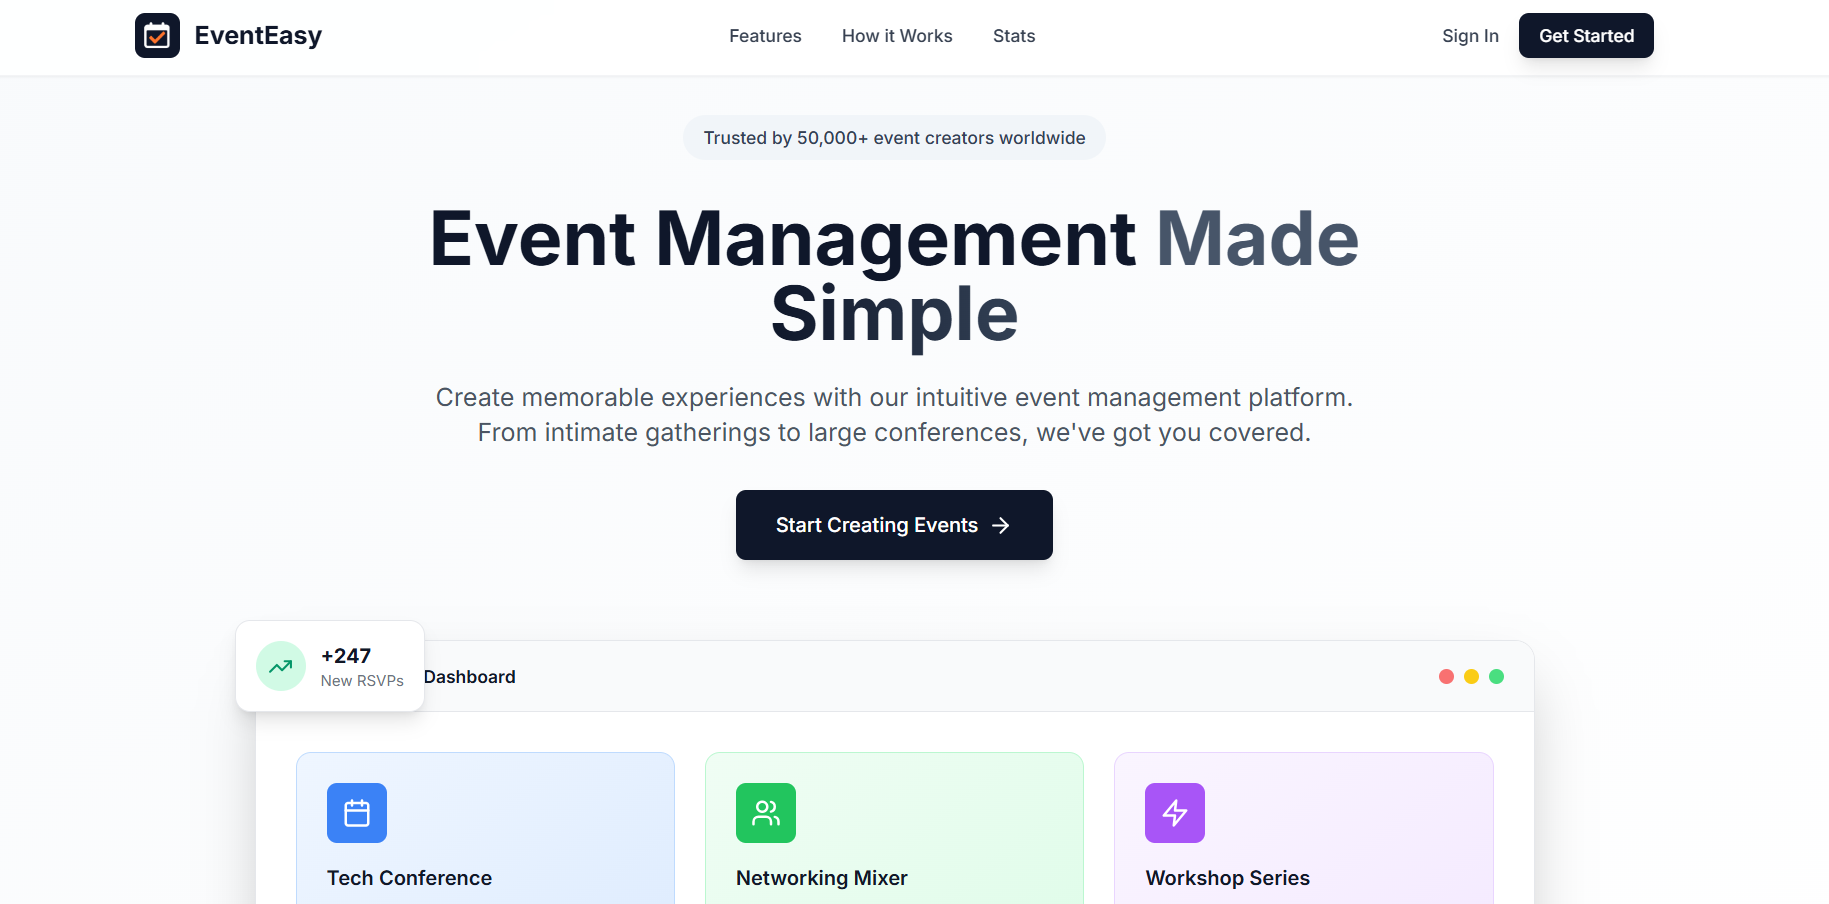 EventEasy
Features
How it Works
Stats
Sign In
Get Started
Trusted by 50,000+ event creators worldwide
Event Management Made
Simple
Create memorable experiences with our intuitive event management platform.
From intimate gatherings to large conferences, we've got you covered.
Start Creating Events
+247
New RSVPs
Dashboard
Tech Conference
Networking Mixer
Workshop Series